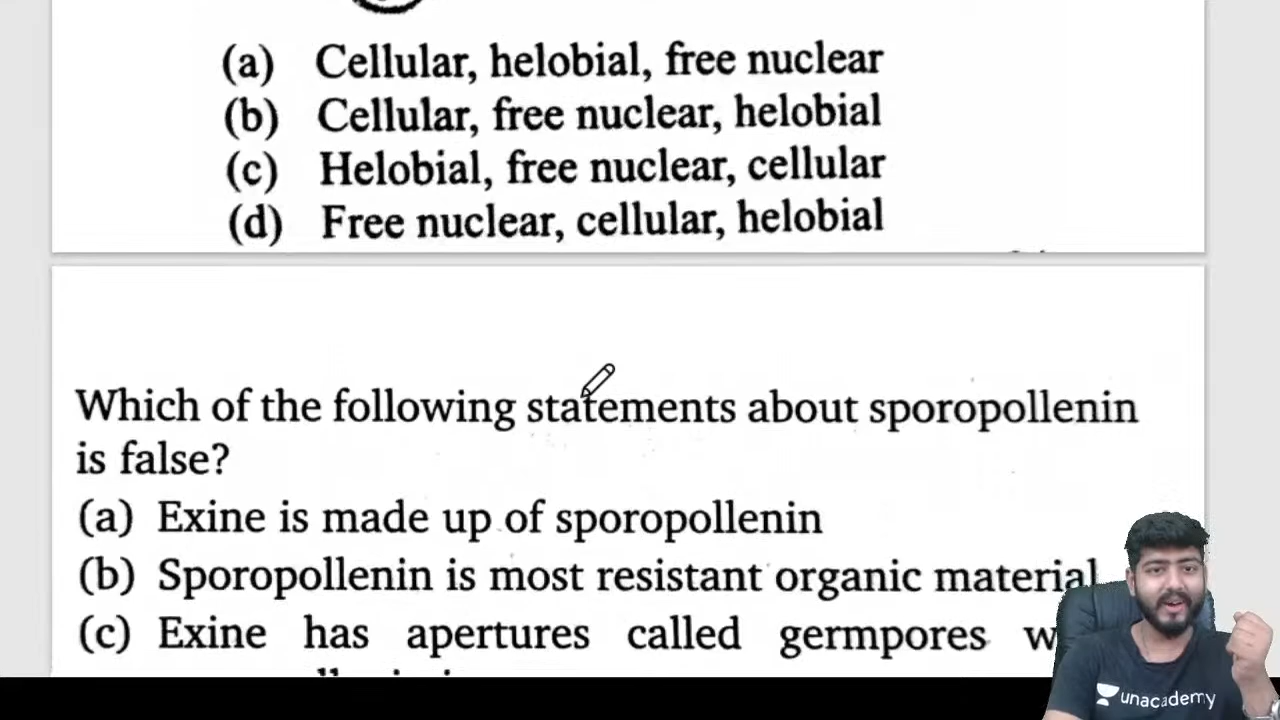 (a) Cellular, helobial, free nuclear
(b) Cellular, free nuclear, helobial
(c) Helobial, free nuclear, cellular
(d) Free nuclear, cellular, helobial
Which of the following statements about sporopollenin
is false?
(a) Exine is made up of sporopollenin
(b) Sporopollenin is most resistant organic material
(c) Exine has apertures called germpores
unacademy